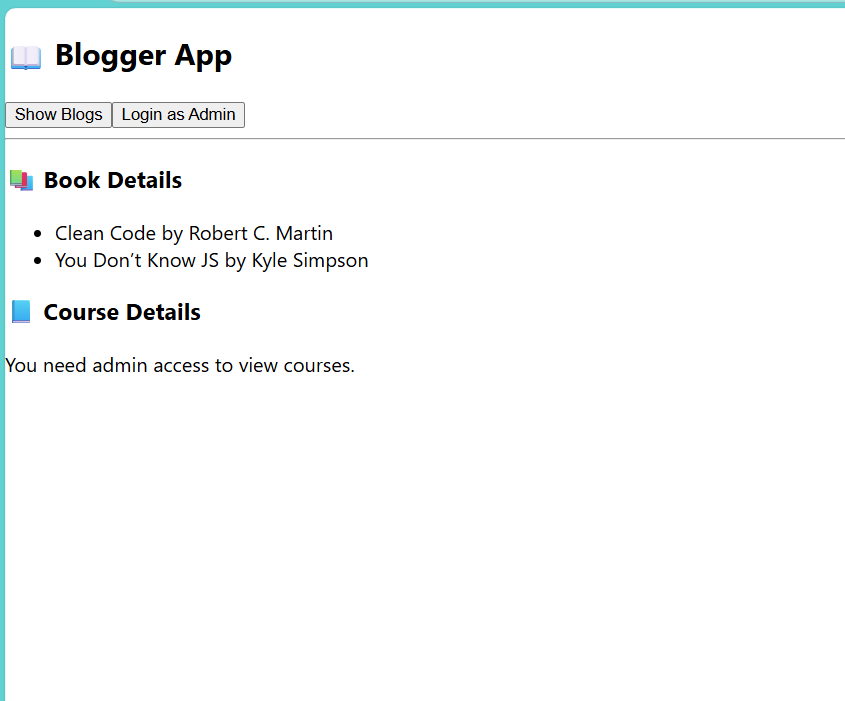 Blogger App
Show Blogs Login as Admin
Book Details
Clean Code by Robert C. Martin
You Don’t Know JS by Kyle Simpson
Course Details
You need admin access to view courses.